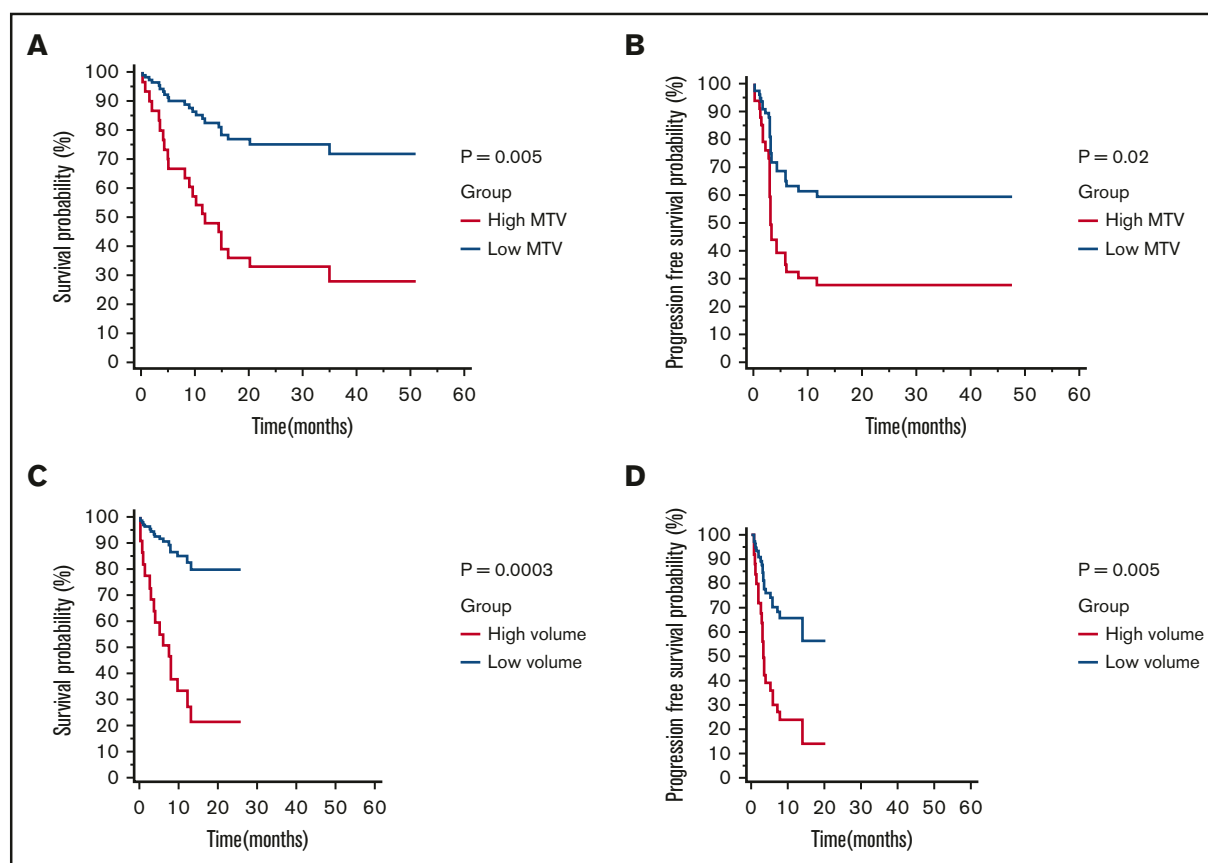 A
Survival probability (%)
100
90
80
70
60
50
40
30
20
10
0
0 10 20 30 40 50 60
Time(months)
P = 0.005
Group
High MTV
Low MTV
B
Progression free survival probability (%)
100
90
80
70
60
50
40
30
20
10
0
0 10 20 30 40 50 60
Time(months)
P = 0.02
Group
High MTV
Low MTV
C
Survival probability (%)
100
90
80
70
60
50
40
30
20
10
0
0 10 20 30 40 50 60
Time(months)
P = 0.0003
Group
High volume
Low volume
D
Progression free survival probability (%)
100
90
80
70
60
50
40
30
20
10
0
0 10 20 30 40 50 60
Time(months)
P = 0.005
Group
High volume
Low volume